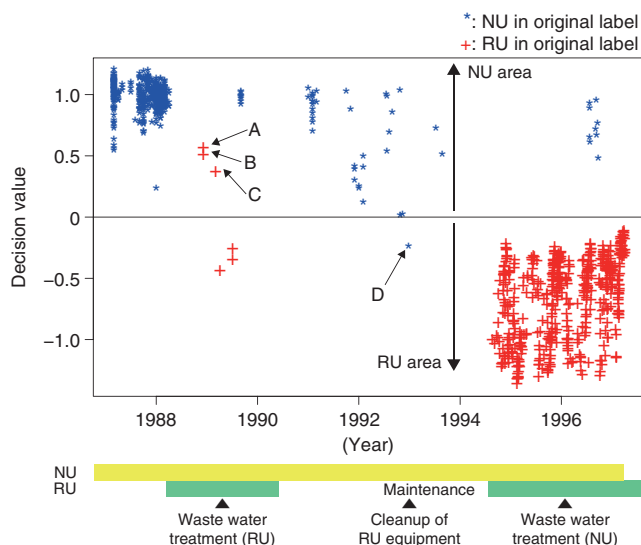 *: NU in original label
+: RU in original label
NU area
A
B
C
D
RU area
Decision value
1.0
0.5
0
−0.5
−1.0
1988 1990 1992 1994 1996
(Year)
NU
RU
Maintenance
Waste water
treatment (RU)
Cleanup of
RU equipment
Waste water
treatment (NU)